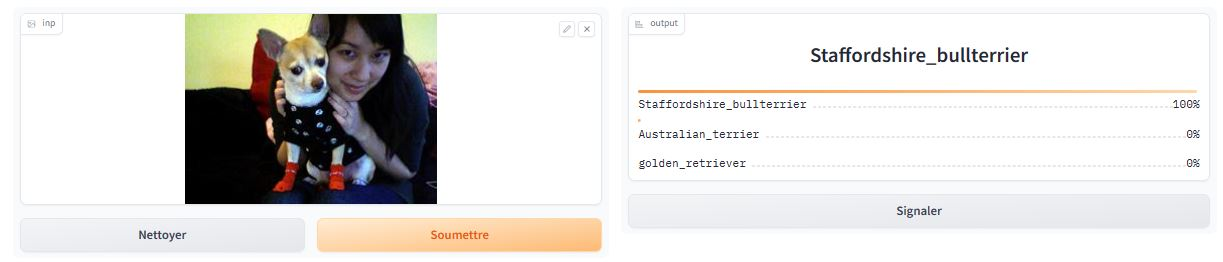 inp
Nettoyer
Soumettre
output
Staffordshire_bullterrier
Staffordshire_bullterrier 100%
Australian_terrier 0%
golden_retriever 0%
Signaler